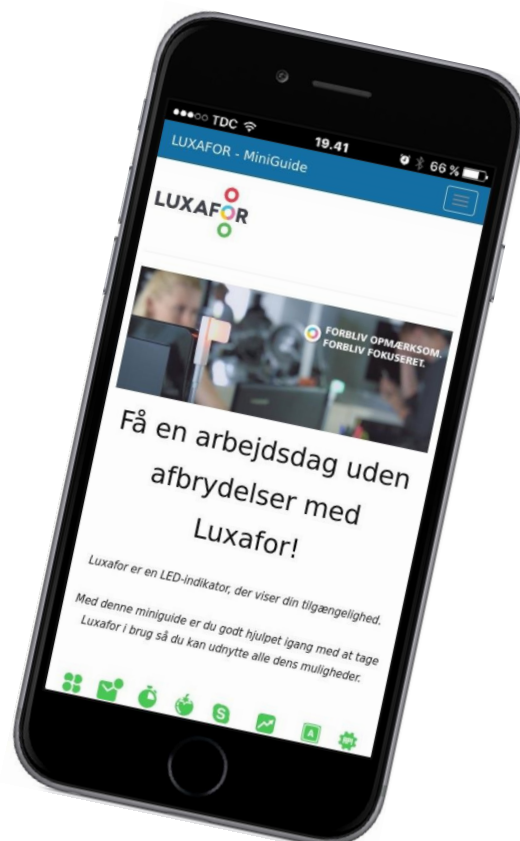 TDC 19.41 66 %
LUXAFOR - MiniGuide
LUXAFOR
FORBLIV OPMÆRKSOM.
FORBLIV FOKUSERET.
Få en arbejdsdag uden
afbrydelser med
Luxafor!
Luxafor er en LED-indikator, der viser din tilgængelighed.
Med denne miniguide er du godt hjulpet igang med at tage
Luxafor i brug så du kan udnytte alle dens muligheder.
S
A